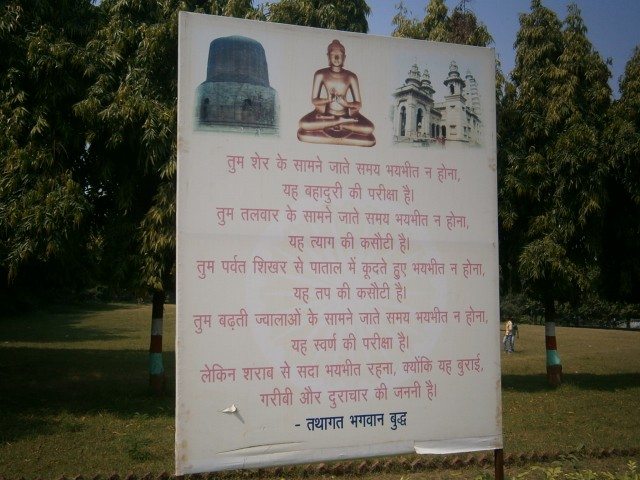 तुम शेर के सामने जाते समय भयभीत न होना,
यह बहादुरी की परीक्षा है।
तुम तलवार के सामने जाते समय भयभीत न होना,
यह त्याग की कसौटी है।
तुम पर्वत शिखर से पाताल में कूदते हुए भयभीत न होना,
यह तप की कसौटी है।
तुम बढ़ती ज्वालाओं के सामने जाते समय भयभीत न होना,
यह स्वर्ण की परीक्षा है।
लेकिन शराब से सदा भयभीत रहना, क्योंकि यह बुराई,
गरीबी और दुराचार की जननी है।
- तथागत भगवान बुद्ध